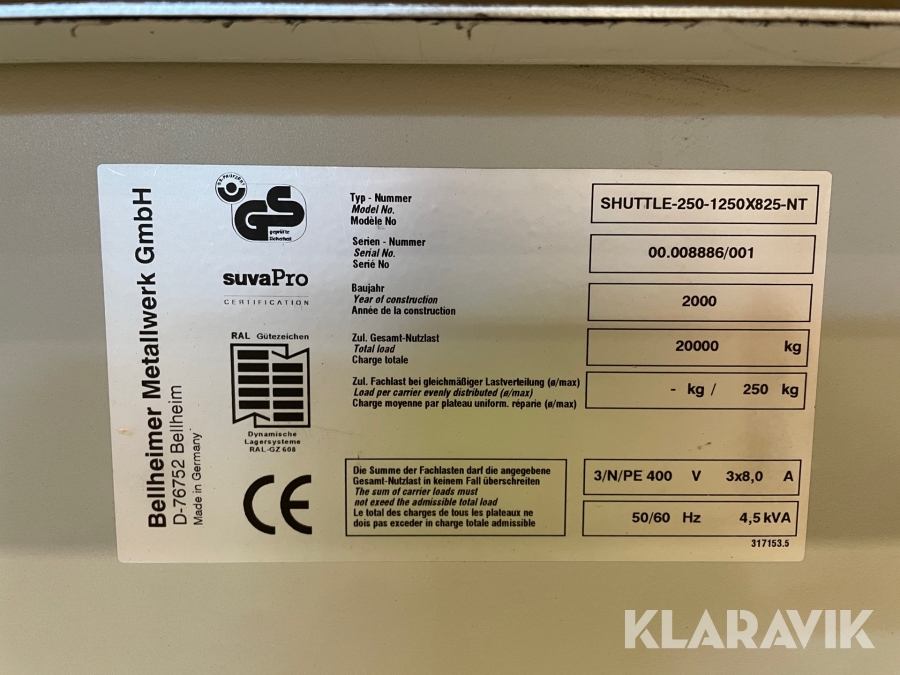 Bellheimer Metallwerk GmbH
D-76752 Bellheim
Made in Germany
GS
geprüfte
Sicherheit
suvaPro
CERTIFICATION
RAL Gütezeichen
Dynamische
Lagersysteme
RAL-GZ 608
CE
Typ - Nummer
Model No.
Modèle No
SHUTTLE-250-1250X825-NT
Serien - Nummer
Serial No.
Serié No
00.008886/001
Baujahr
Year of construction
Année de la construction
2000
Zul. Gesamt-Nutzlast
Total load
Charge totale
20000 kg
Zul. Fachlast bei gleichmäßiger Lastverteilung (ø/max)
Load per carrier evenly distributed (ø/max)
Charge moyenne par plateau uniform. réparie (ø/max)
- kg / 250 kg
Die Summe der Fachlasten darf die angegebene
Gesamt-Nutzlast in keinem Fall überschreiten
The sum of carrier loads must
not exceed the admissible total load
Le total des charges de tous les plateaux ne
dois pas exceder in charge totale admissible
3/N/PE 400 V 3x8,0 A
50/60 Hz 4,5 kVA
317153.5
KLARAVIK